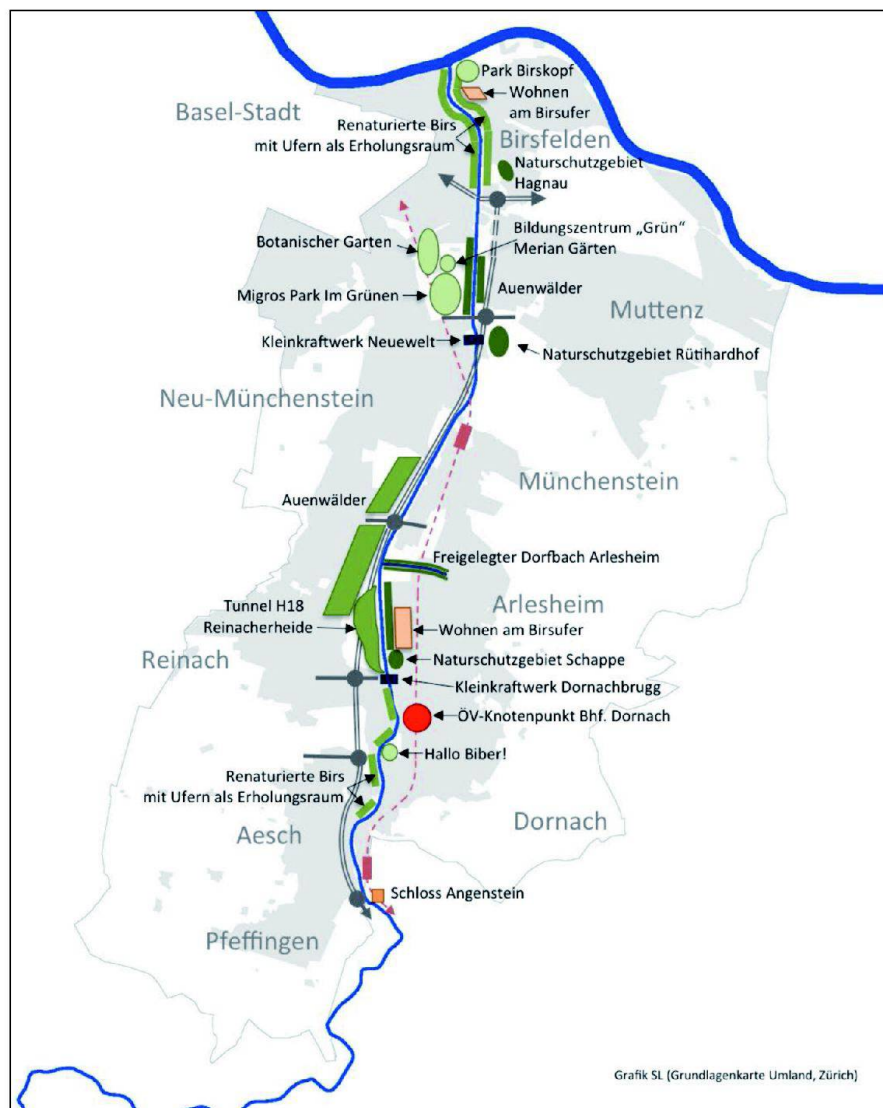 Park Birskopf
Wohnen
am Birsufer
Basel-Stadt
Renaturierte Birs
mit Ufern als Erholungsraum
Birsfelden
Naturschutzgebiet
Hagnau
Botanischer Garten
Bildungszentrum „Grün“
Merian Gärten
Migros Park Im Grünen
Auenwälder
Muttenz
Kleinkraftwerk Neuewelt
Naturschutzgebiet Rütihardhof
Neu-Münchenstein
Münchenstein
Auenwälder
Freigelegter Dorfbach Arlesheim
Arlesheim
Tunnel H18
Reinacherheide
Wohnen am Birsufer
Reinach
Naturschutzgebiet Schappe
Kleinkraftwerk Dornachbrugg
ÖV-Knotenpunkt Bhf. Dornach
Hallo Biber!
Renaturierte Birs
mit Ufern als Erholungsraum
Aesch
Dornach
Schloss Angenstein
Pfeffingen
Grafik SL (Grundlagenkarte Umland, Zürich)